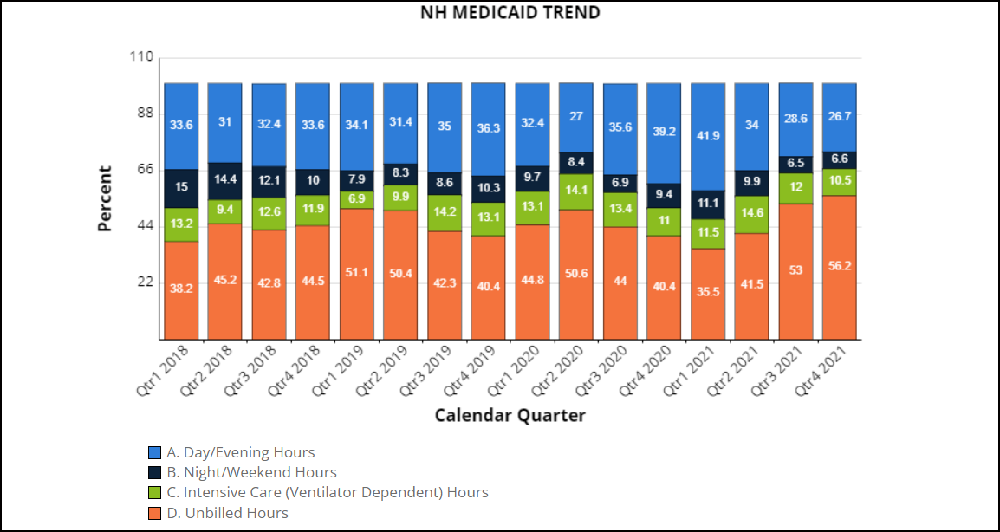 NH MEDICAID TREND
110
88
66
44
22
Percent
33.6 31 32.4 33.6 34.1 31.4 35 36.3 32.4 27 35.6 39.2 41.9 34 28.6 26.7
15 14.4 12.1 10 7.9 8.3 8.6 10.3 9.7 8.4 6.9 9.4 11.1 9.9 6.5 6.6
13.2 9.4 12.6 11.9 6.9 9.9 14.2 13.1 13.1 14.1 13.4 11 11.5 14.6 12 10.5
38.2 45.2 42.8 44.5 51.1 50.4 42.3 40.4 44.8 50.6 44 40.4 35.5 41.5 53 56.2
Qtr1 2018 Qtr2 2018 Qtr3 2018 Qtr4 2018 Qtr1 2019 Qtr2 2019 Qtr3 2019 Qtr4 2019 Qtr1 2020 Qtr2 2020 Qtr3 2020 Qtr4 2020 Qtr1 2021 Qtr2 2021 Qtr3 2021 Qtr4 2021
Calendar Quarter
A. Day/Evening Hours
B. Night/Weekend Hours
C. Intensive Care (Ventilator Dependent) Hours
D. Unbilled Hours